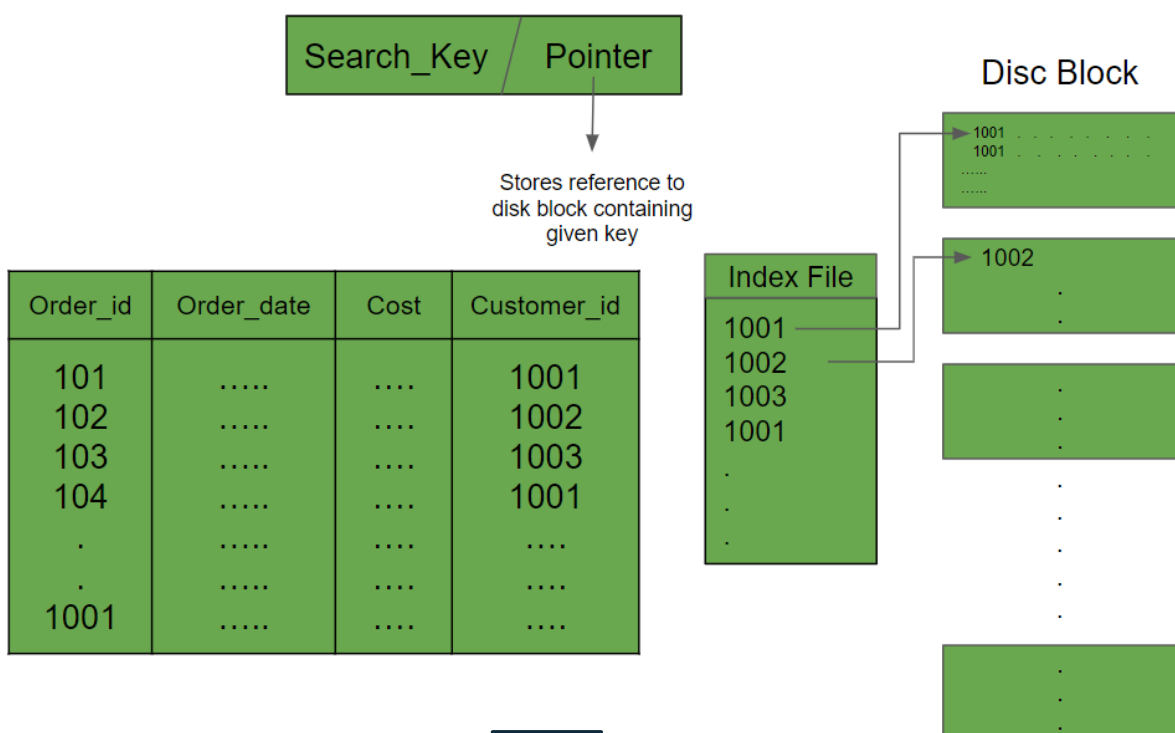 Search_Key Pointer
Stores reference to
disk block containing
given key
Order_id Order_date Cost Customer_id
101 ..... .... 1001
102 ..... .... 1002
103 ..... .... 1003
104 ..... .... 1001
. ..... .... ....
. ..... .... ....
1001 ..... .... ....
Index File
1001
1002
1003
1001
.
.
.
Disc Block
1001 . . . . . . . .
1001 . . . . . . . .
......
......
1002
.
.
.
.
.
.
.
.
.
.
.
.
.